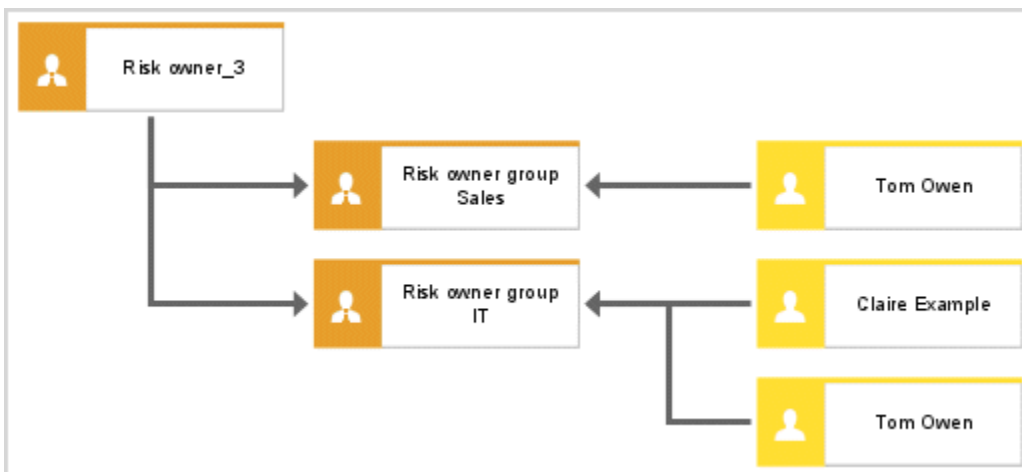 Risk owner_3
Risk owner group
Sales
Tom Owen
Risk owner group
IT
Claire Example
Tom Owen